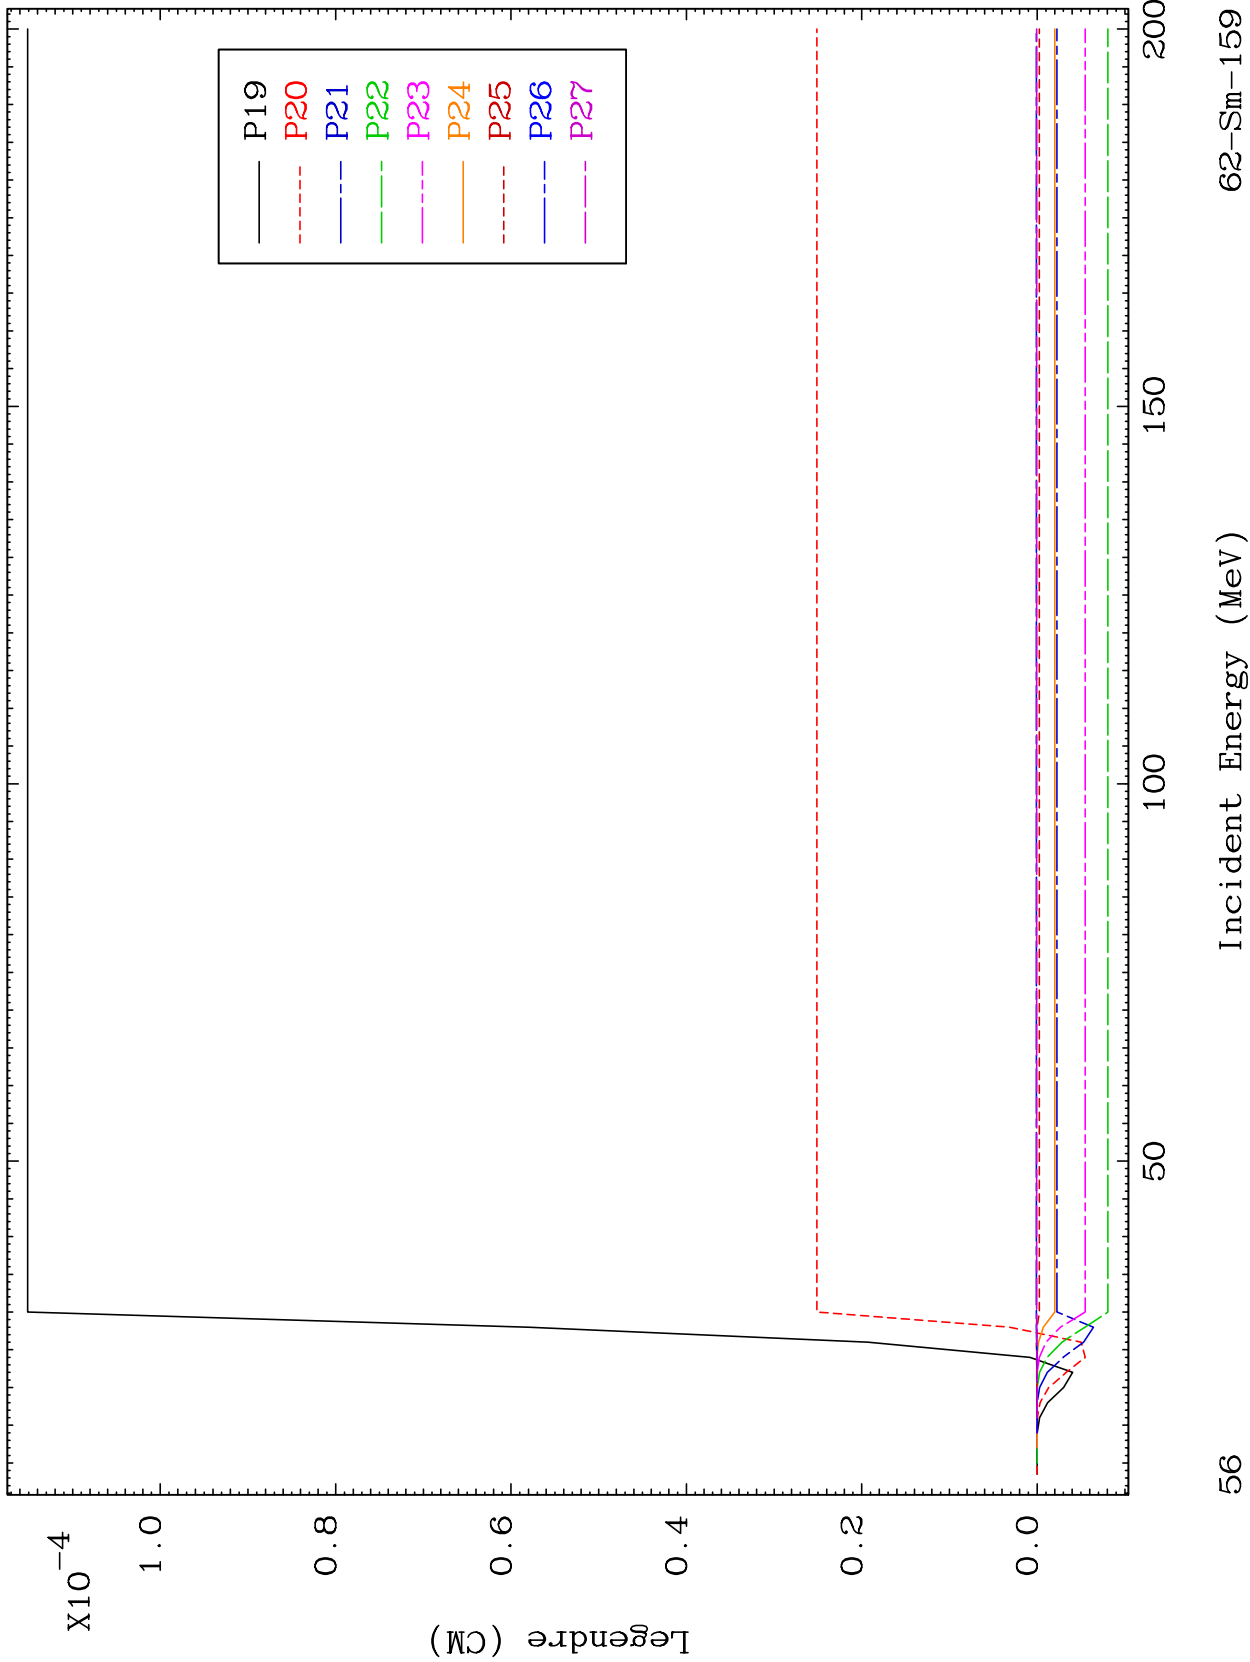 X10-4
1.0
0.8
0.6
0.4
0.2
0.0
Legendre (CM)
P19
P20
P21
P22
P23
P24
P25
P26
P27
50
100
150
200
56
Incident Energy (MeV)
62-Sm-159